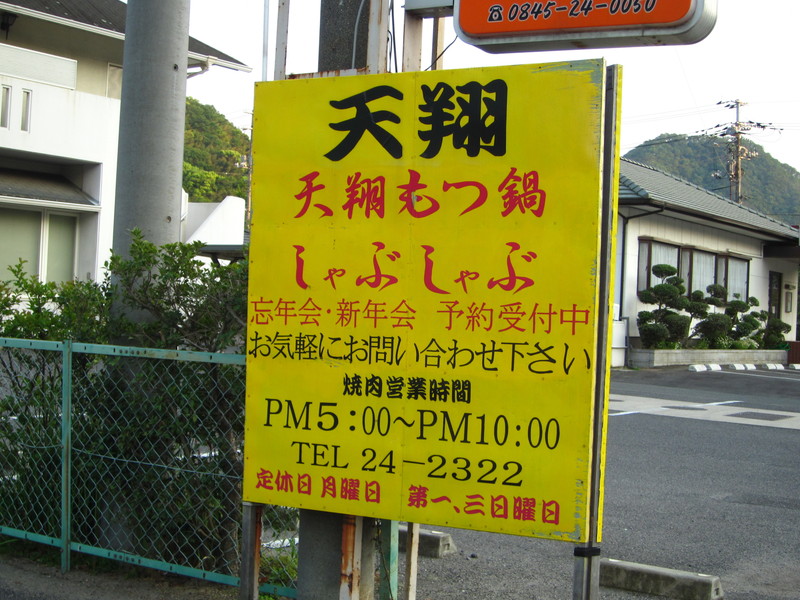 ☎0845-24-0050
天翔
天翔もつ鍋
しゃぶしゃぶ
忘年会・新年会 予約受付中
お気軽にお問い合わせ下さい
焼肉営業時間
PM5:00~PM10:00
TEL 24-2322
定休日 月曜日 第一、三日曜日